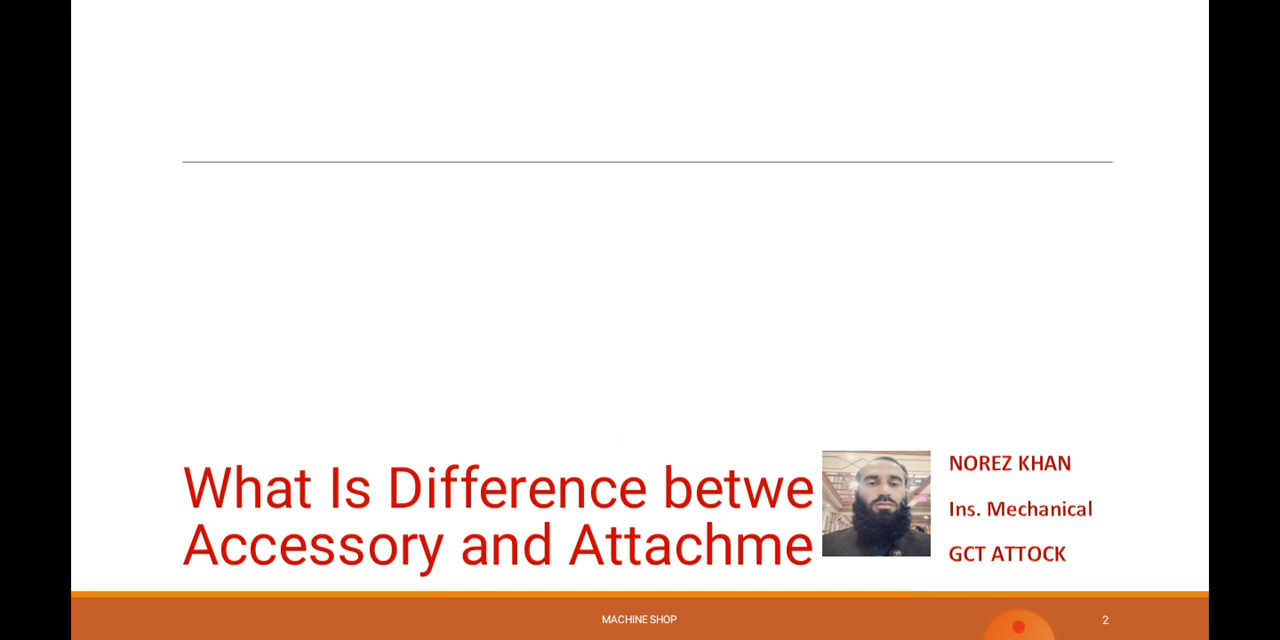 What Is Difference betwe
Accessory and Attachme
NOREZ KHAN
Ins. Mechanical
GCT ATTOCK
MACHINE SHOP
2